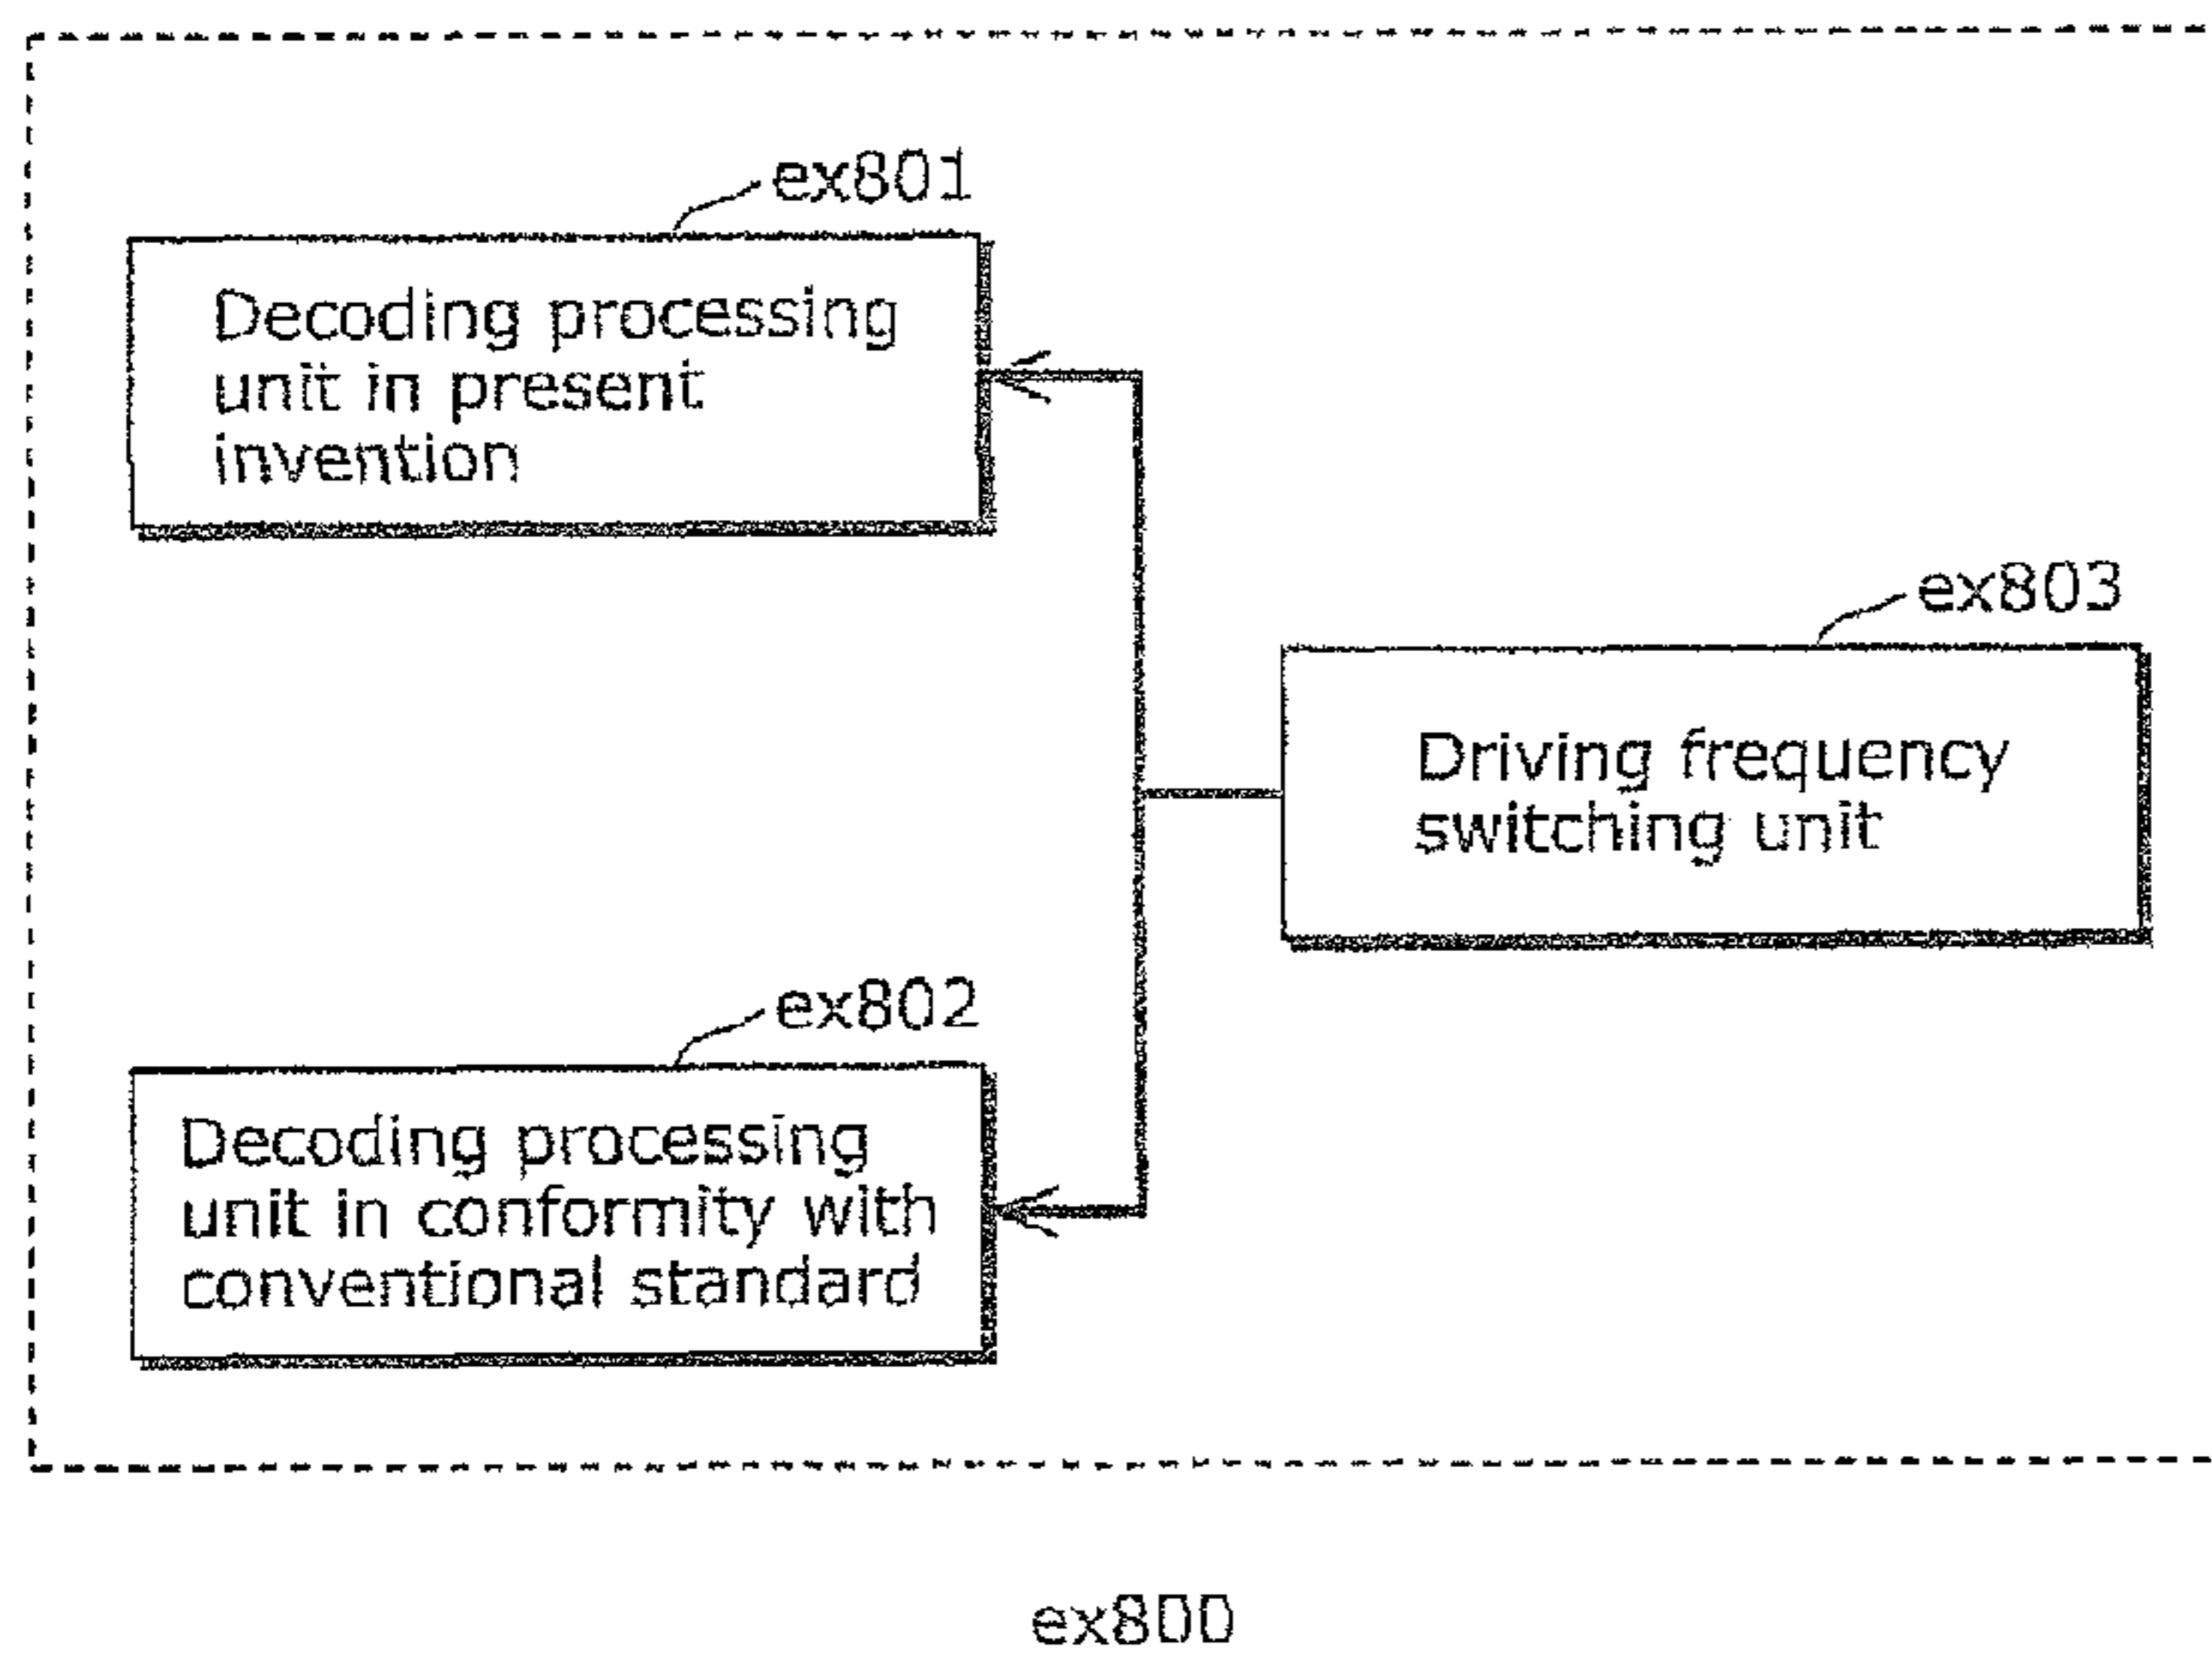 ex801
Decoding processing
unit in present
invention
ex803
Driving frequency
switching unit
ex802
Decoding processing
unit in conformity with
conventional standard
ex800